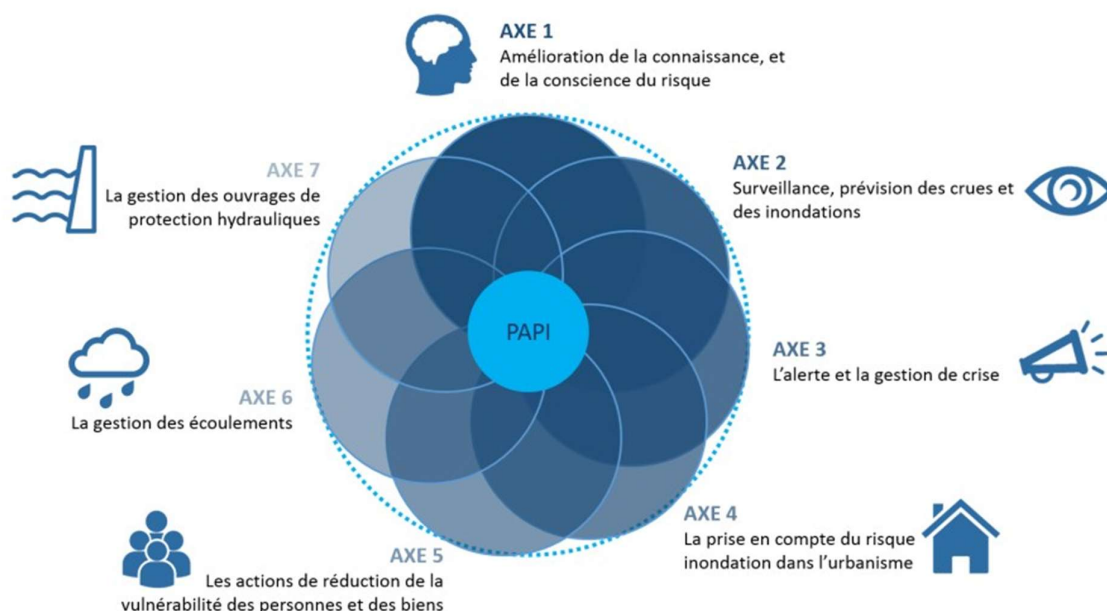 AXE 1
Amélioration de la connaissance, et
de la conscience du risque
AXE 2
Surveillance, prévision des crues et
des inondations
AXE 3
L'alerte et la gestion de crise
AXE 4
La prise en compte du risque
inondation dans l'urbanisme
AXE 5
Les actions de réduction de la
vulnérabilité des personnes et des biens
AXE 6
La gestion des écoulements
AXE 7
La gestion des ouvrages de
protection hydrauliques
PAPI